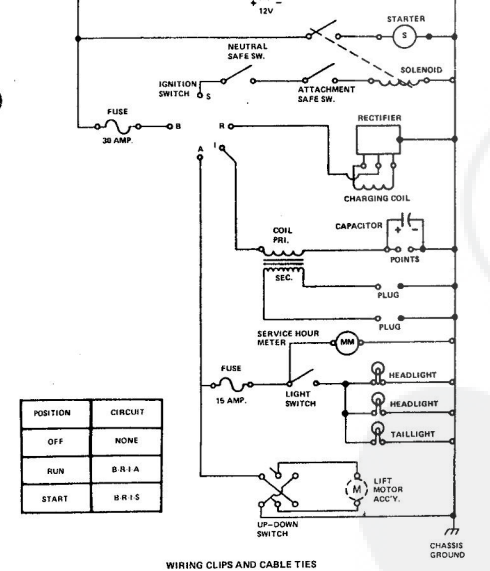 + -
12V
STARTER
S
NEUTRAL
SAFE SW.
SOLENOID
IGNITION
SWITCH
S
ATTACHMENT
SAFE SW.
FUSE
30 AMP.
B
R
RECTIFIER
A
I
CHARGING COIL
COIL
PRI.
CAPACITOR
+ -
POINTS
SEC.
PLUG
PLUG
SERVICE HOUR
METER
MM
FUSE
15 AMP.
LIGHT
SWITCH
HEADLIGHT
HEADLIGHT
TAILLIGHT
POSITION CIRCUIT
OFF NONE
RUN B-R-I-A
START B-R-I-S
M
LIFT
MOTOR
ACC'Y.
UP-DOWN
SWITCH
CHASSIS
GROUND
WIRING CLIPS AND CABLE TIES